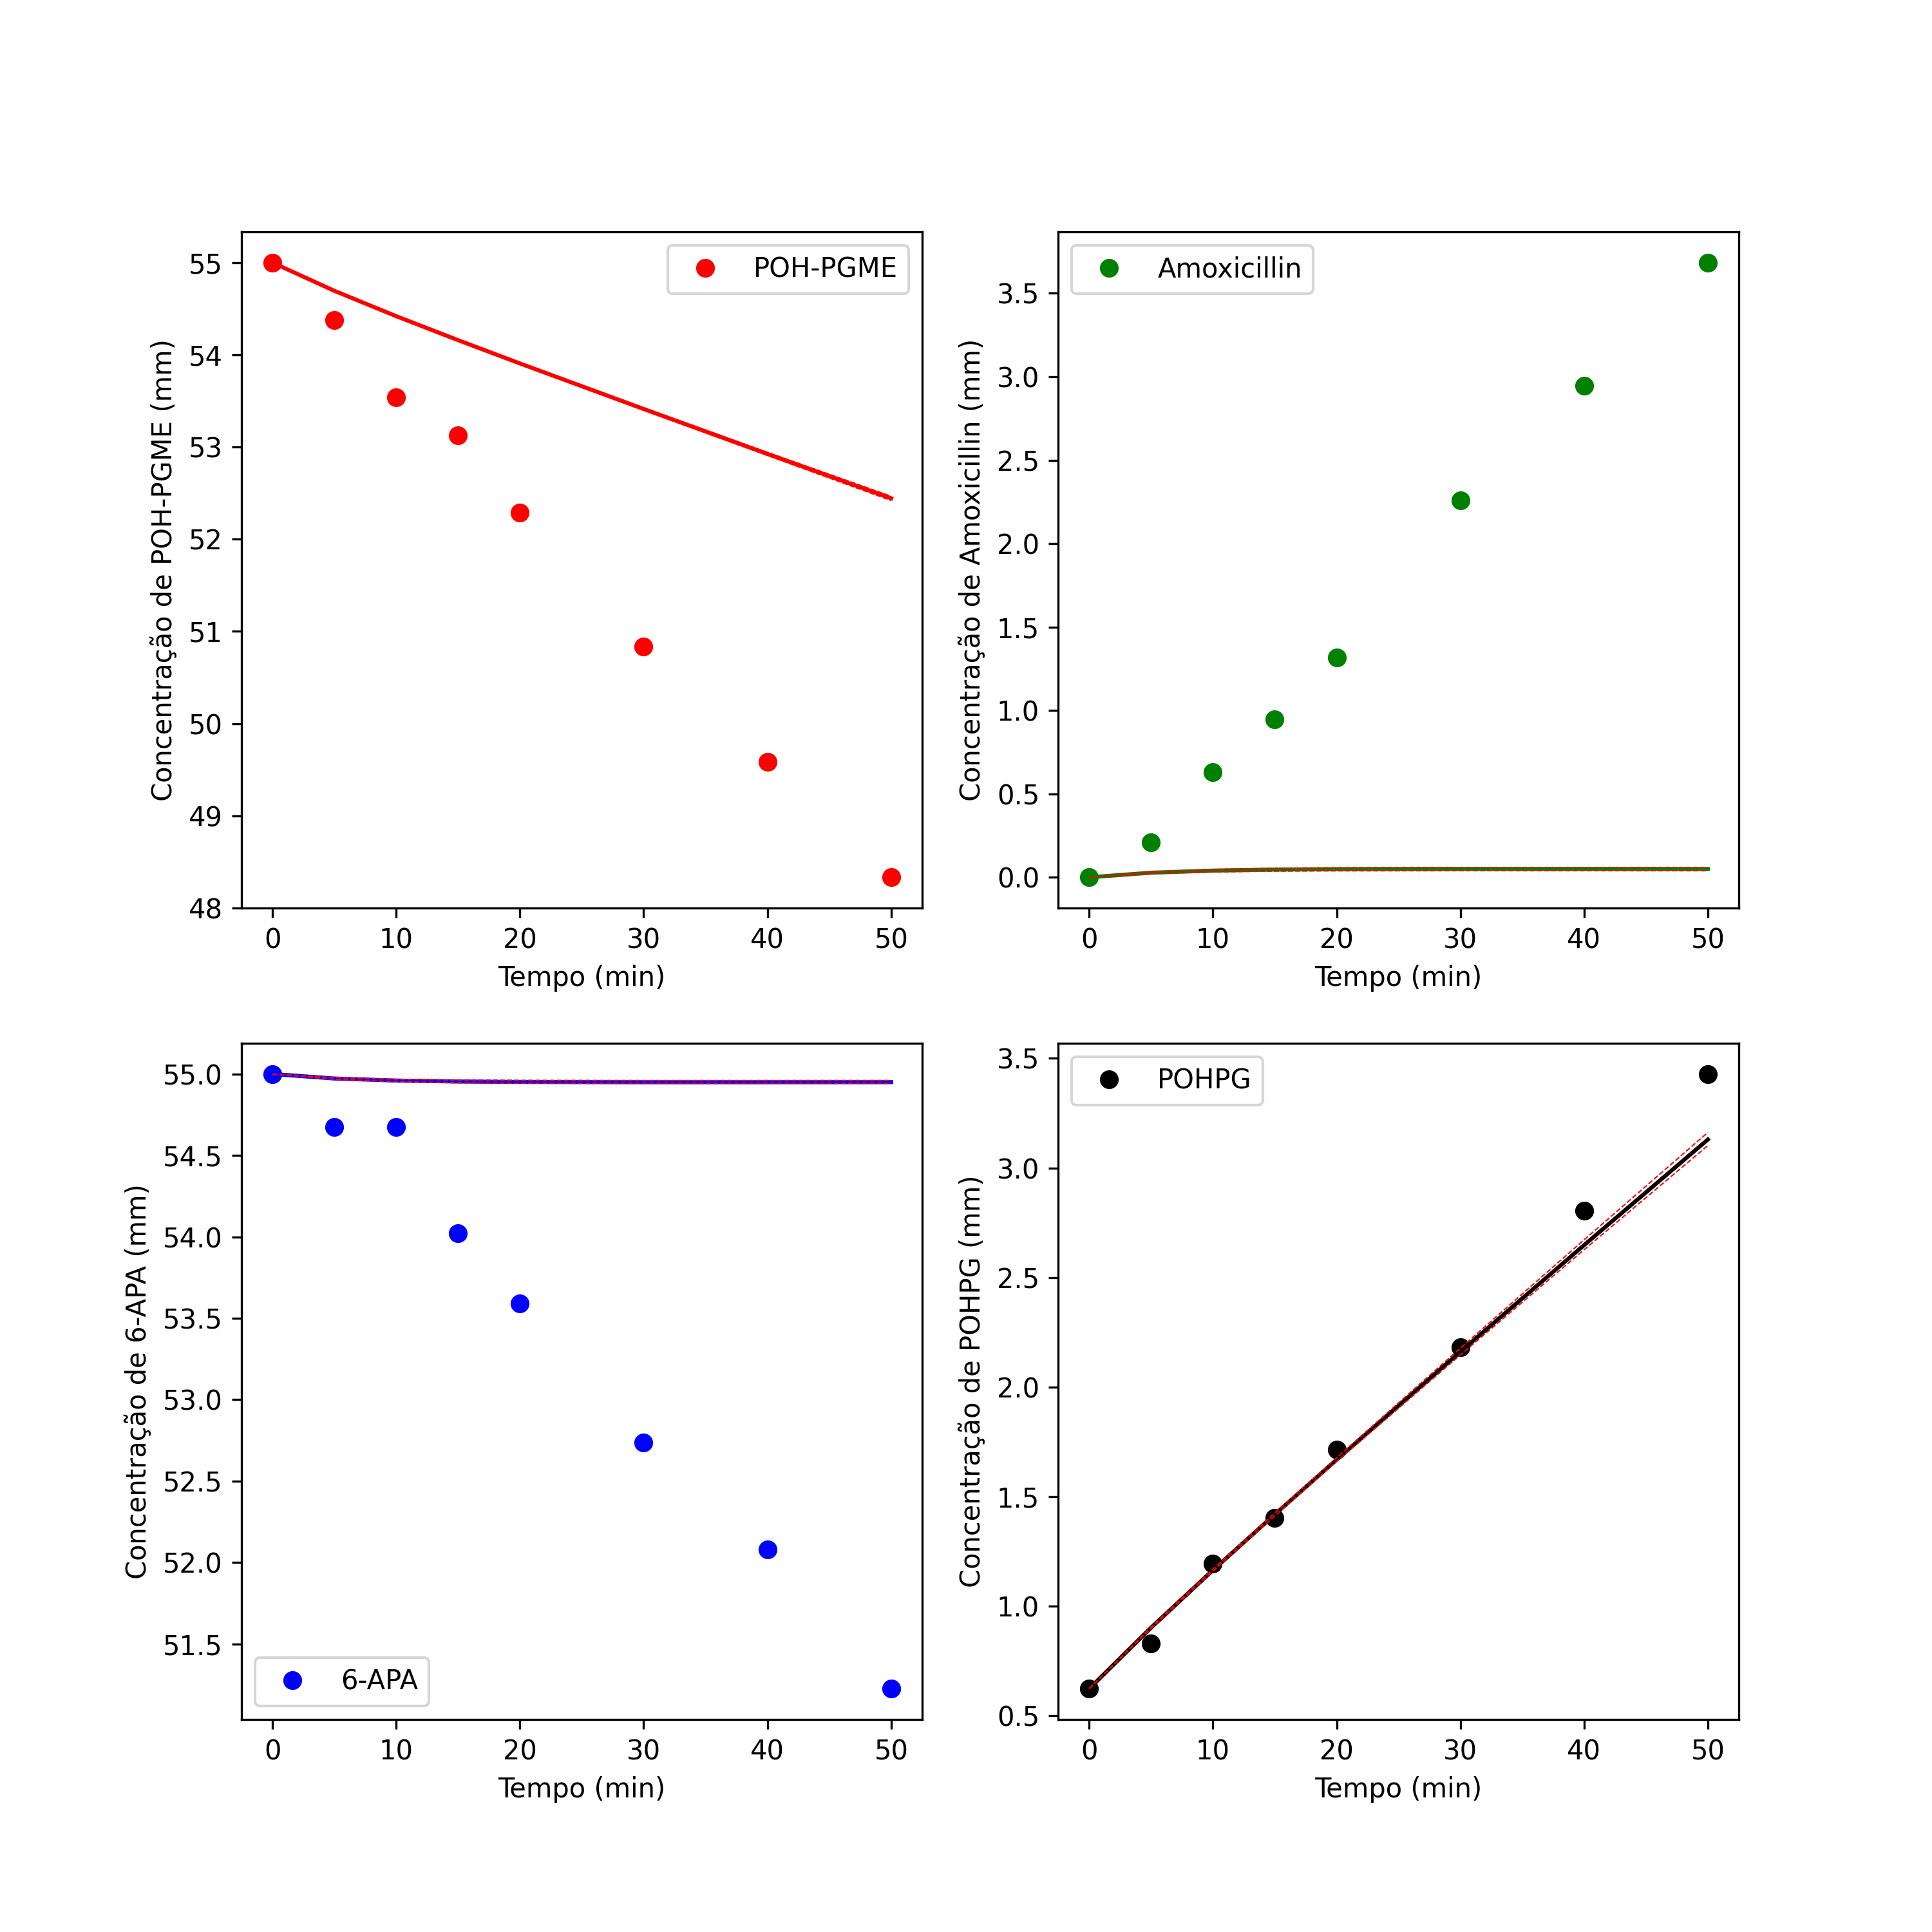 POH-PGME
55
54
53
52
51
50
49
48
Concentração de POH-PGME (mm)
0 10 20 30 40 50
Tempo (min)
Amoxicillin
3.5
3.0
2.5
2.0
1.5
1.0
0.5
0.0
Concentração de Amoxicillin (mm)
0 10 20 30 40 50
Tempo (min)
55.0
54.5
54.0
53.5
53.0
52.5
52.0
51.5
Concentração de 6-APA (mm)
6-APA
0 10 20 30 40 50
Tempo (min)
POHPG
3.5
3.0
2.5
2.0
1.5
1.0
0.5
Concentração de POHPG (mm)
0 10 20 30 40 50
Tempo (min)